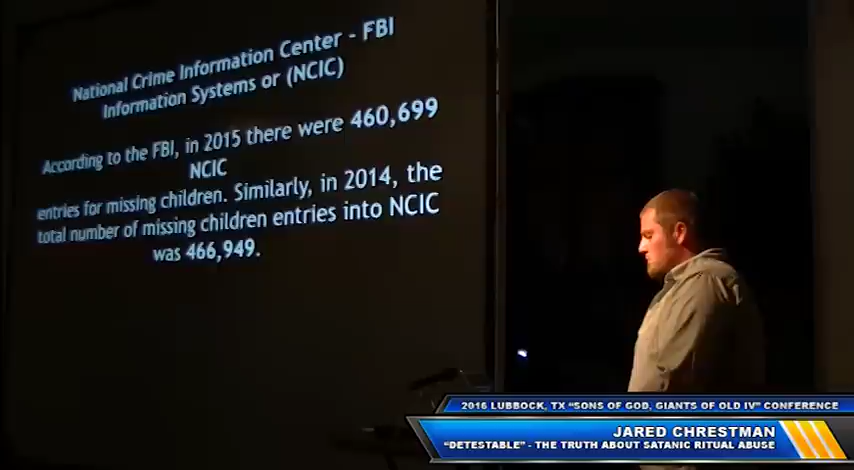 National Crime Information Center - FBI
Information Systems or (NCIC)
According to the FBI, in 2015 there were 460,699
NCIC
entries for missing children. Similarly, in 2014, the
total number of missing children entries into NCIC
was 466,949.
2016 LUBBOCK, TX "SONS OF GOD, GIANTS OF OLD IV" CONFERENCE
JARED CHRESTMAN
"DETESTABLE" - THE TRUTH ABOUT SATANIC RITUAL ABUSE